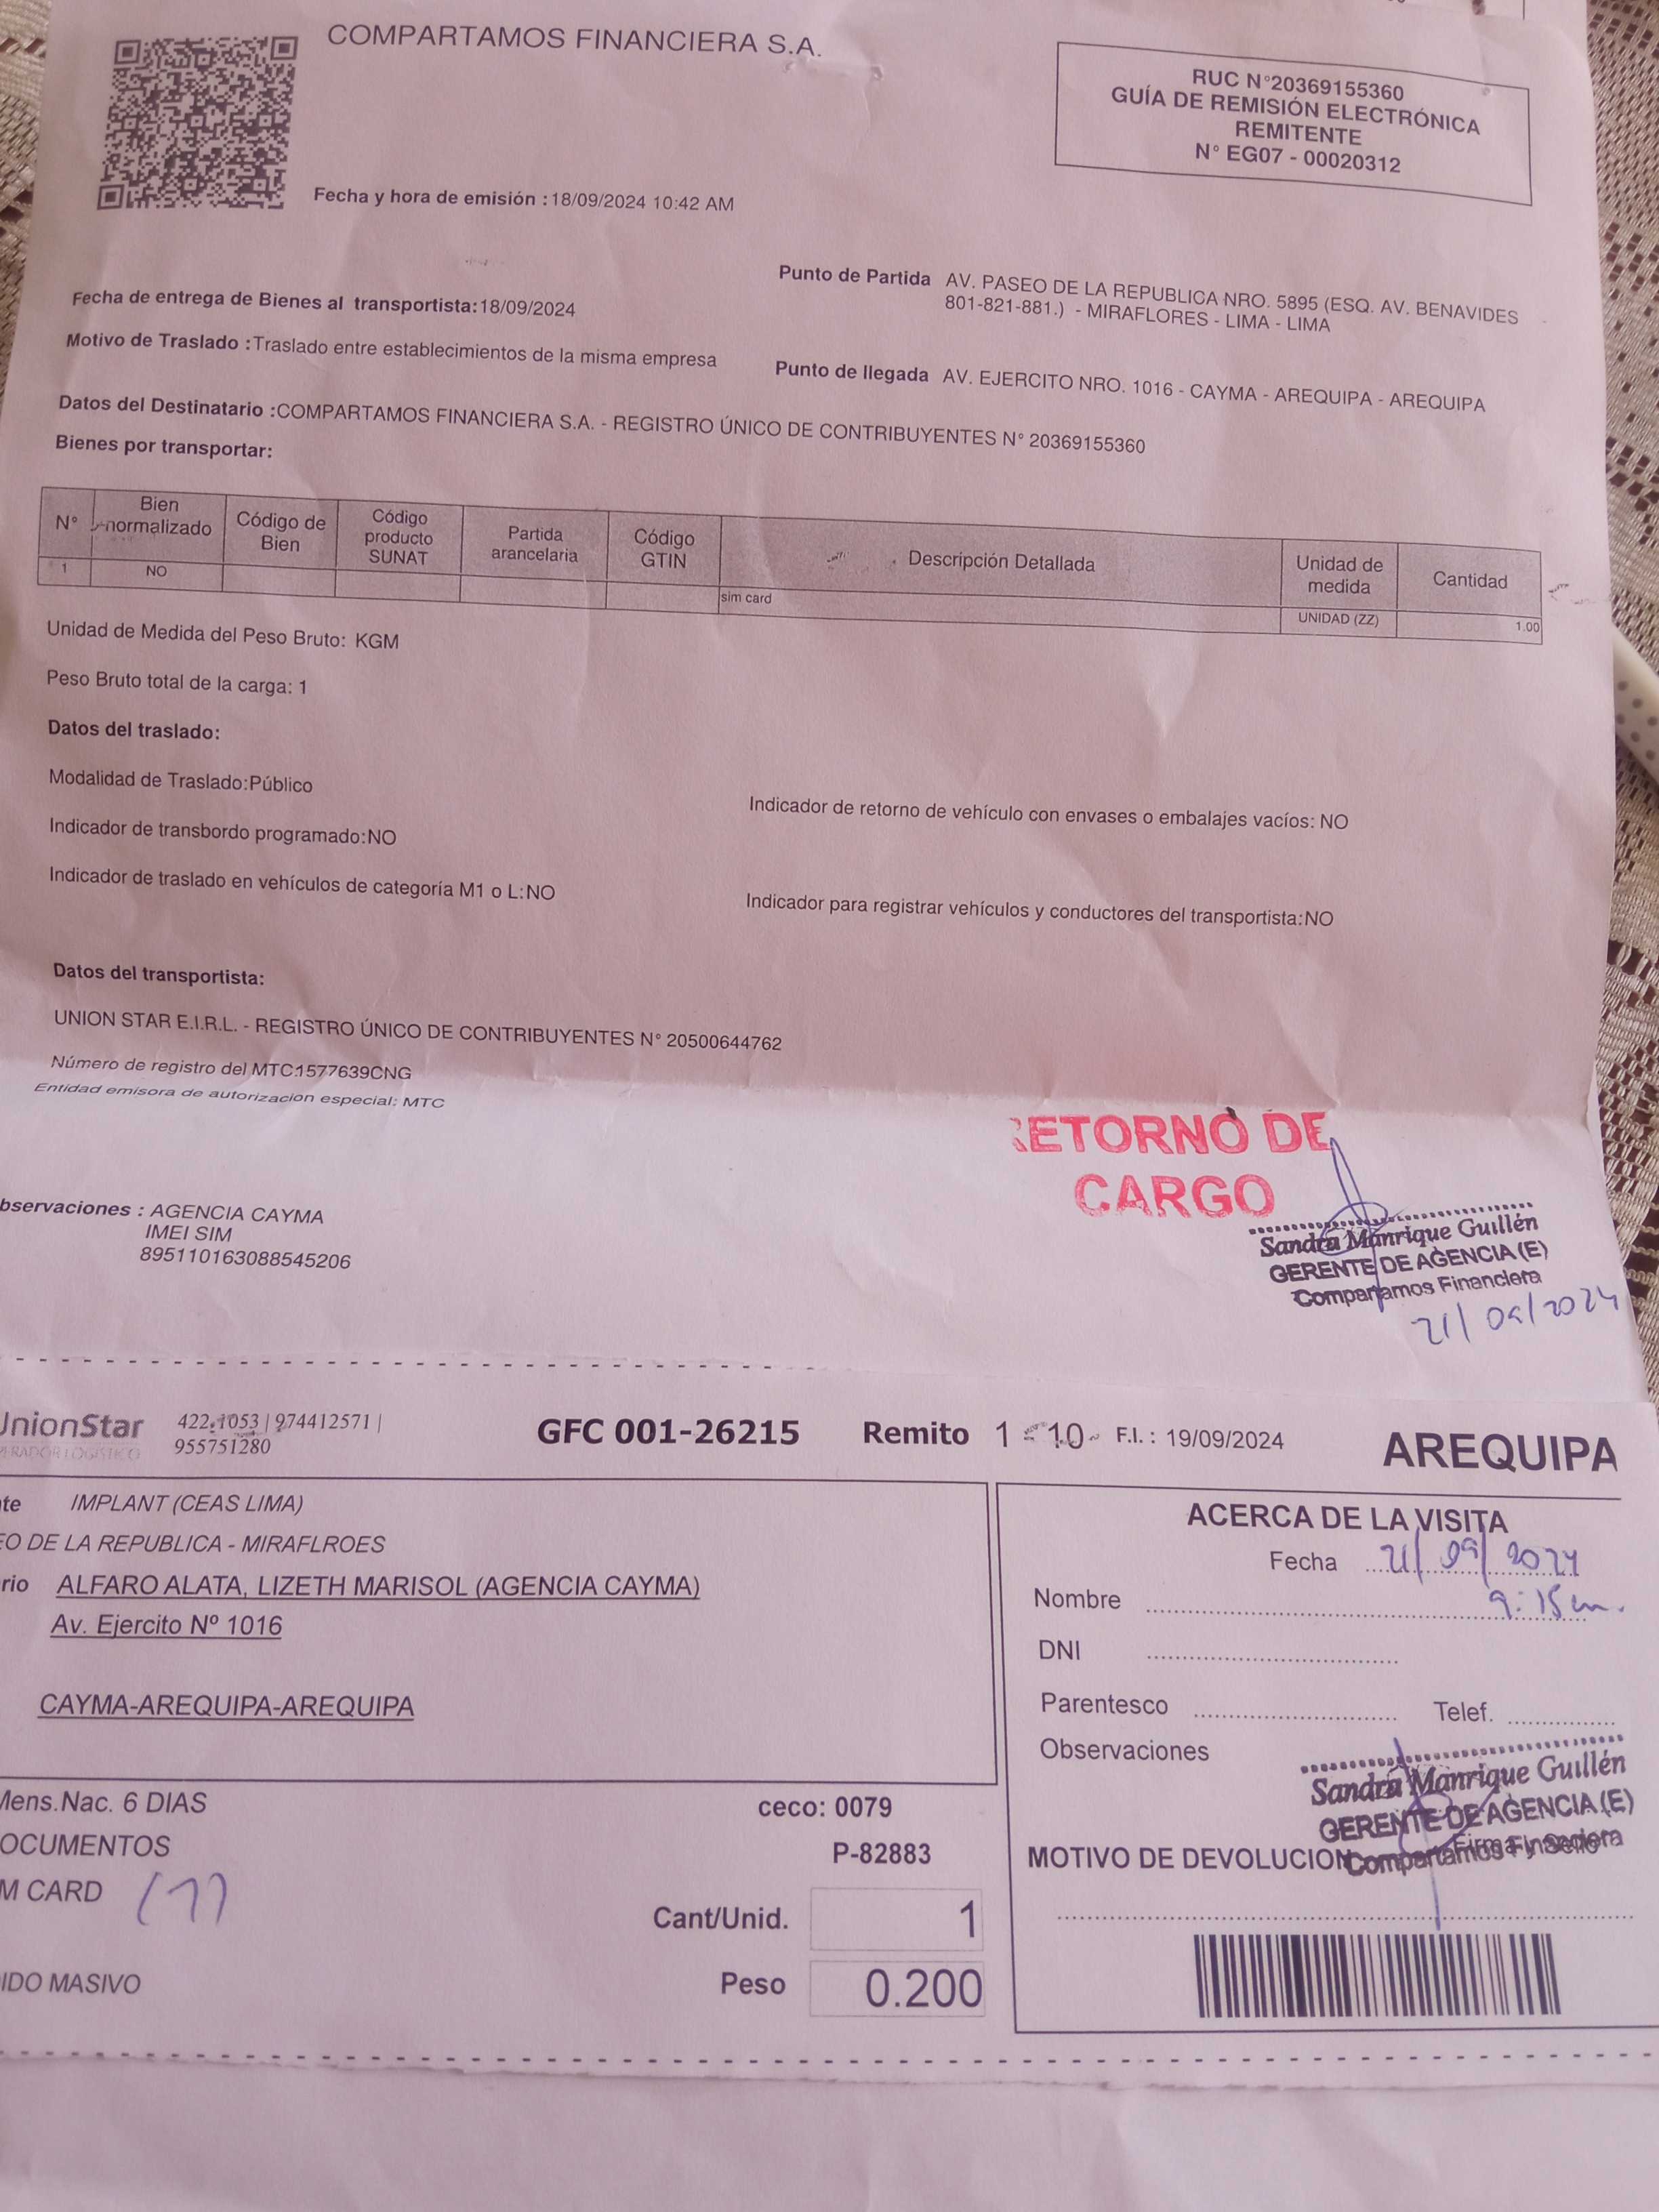 COMPARTAMOS FINANCIERA S.A.
RUC N°20369155360
GUÍA DE REMISIÓN ELECTRÓNICA
REMITENTE
N° EG07 - 00020312
Fecha y hora de emisión :18/09/2024 10:42 AM
Fecha de entrega de Bienes al transportista:18/09/2024
Punto de Partida AV. PASEO DE LA REPUBLICA NRO. 5895 (ESQ. AV. BENAVIDES
801-821-881.) - MIRAFLORES - LIMA - LIMA
Motivo de Traslado :Traslado entre establecimientos de la misma empresa
Punto de llegada AV. EJERCITO NRO. 1016 - CAYMA - AREQUIPA - AREQUIPA
Datos del Destinatario :COMPARTAMOS FINANCIERA S.A. - REGISTRO ÚNICO DE CONTRIBUYENTES N° 20369155360
Bienes por transportar:
N° Bien normalizado Código de Bien Código producto SUNAT Partida arancelaria Código GTIN Descripción Detallada Unidad de medida Cantidad
1 NO sim card UNIDAD (ZZ) 1.00
Unidad de Medida del Peso Bruto: KGM
Peso Bruto total de la carga: 1
Datos del traslado:
Modalidad de Traslado:Público
Indicador de retorno de vehículo con envases o embalajes vacíos: NO
Indicador de transbordo programado:NO
Indicador de traslado en vehículos de categoría M1 o L:NO
Indicador para registrar vehículos y conductores del transportista:NO
Datos del transportista:
UNION STAR E.I.R.L. - REGISTRO ÚNICO DE CONTRIBUYENTES N° 20500644762
Número de registro del MTC:1577639CNG
Entidad emisora de autorizacion especial: MTC
RETORNO DE
CARGO
bservaciones : AGENCIA CAYMA
IMEI SIM
895110163088545206
Sandra Manrique Guillén
GERENTE DE AGENCIA (E)
Compartamos Financiera
21/09/2024
UnionStar
ERADOR LOGÍSTICO
422-1053 | 974412571 |
955751280
GFC 001-26215 Remito 1 - 10 F.I. : 19/09/2024 AREQUIPA
te IMPLANT (CEAS LIMA)
EO DE LA REPUBLICA - MIRAFLROES
rio ALFARO ALATA, LIZETH MARISOL (AGENCIA CAYMA)
Av. Ejercito Nº 1016
CAYMA-AREQUIPA-AREQUIPA
ACERCA DE LA VISITA
Fecha 21/09/2024
Nombre 9:15 am.
DNI
Parentesco Telef.
Observaciones
Sandra Manrique Guillén
GERENTE DE AGENCIA (E)
Compartamos Financiera
Firma y Sello
MOTIVO DE DEVOLUCION
Mens.Nac. 6 DIAS
ceco: 0079
OCUMENTOS
P-82883
M CARD (1)
Cant/Unid. 1
IDO MASIVO
Peso 0.200